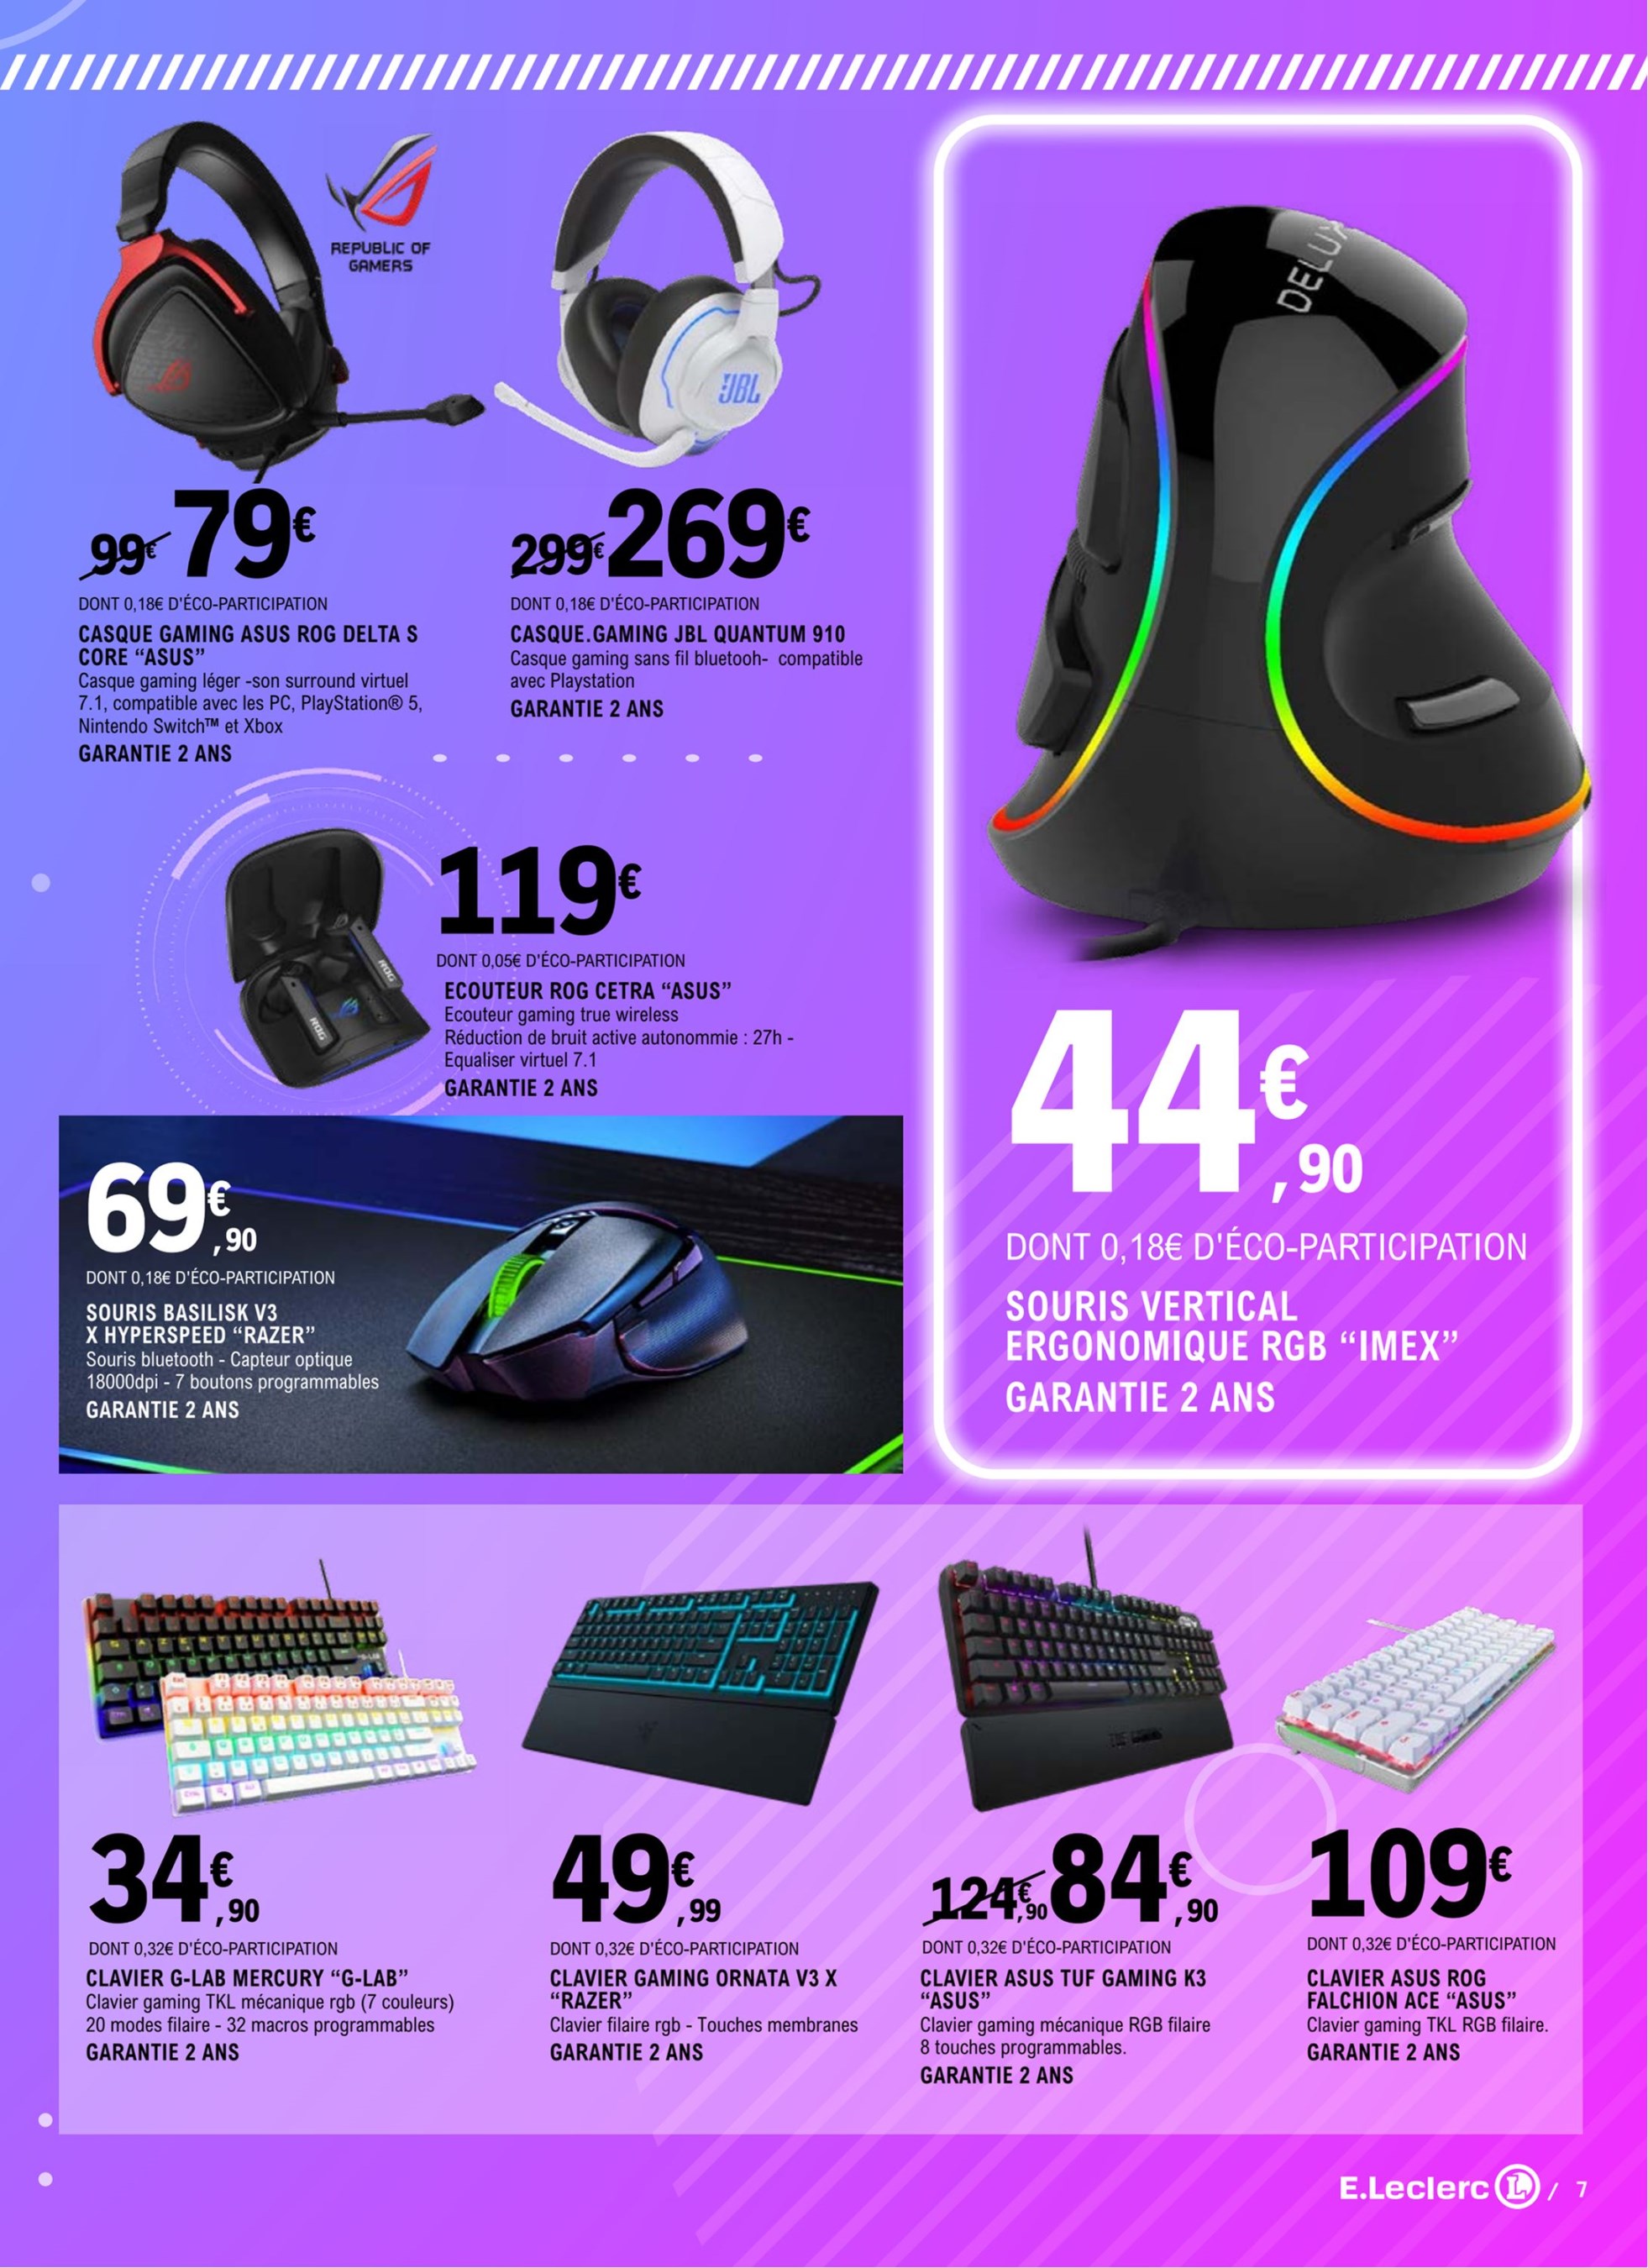 REPUBLIC OF
GAMERS
JBL
DELUX
99€ 79€
DONT 0,18€ D'ÉCO-PARTICIPATION
CASQUE GAMING ASUS ROG DELTA S
CORE “ASUS”
Casque gaming léger -son surround virtuel
7.1, compatible avec les PC, PlayStation® 5,
Nintendo Switch™ et Xbox
GARANTIE 2 ANS
299€ 269€
DONT 0,18€ D'ÉCO-PARTICIPATION
CASQUE.GAMING JBL QUANTUM 910
Casque gaming sans fil bluetooh- compatible
avec Playstation
GARANTIE 2 ANS
ROG
ROG
119€
DONT 0,05€ D'ÉCO-PARTICIPATION
ECOUTEUR ROG CETRA “ASUS”
Ecouteur gaming true wireless
Réduction de bruit active autonommie : 27h -
Equaliser virtuel 7.1
GARANTIE 2 ANS
69€,90
DONT 0,18€ D'ÉCO-PARTICIPATION
SOURIS BASILISK V3
X HYPERSPEED “RAZER”
Souris bluetooth - Capteur optique
18000dpi - 7 boutons programmables
GARANTIE 2 ANS
44€,90
DONT 0,18€ D'ÉCO-PARTICIPATION
SOURIS VERTICAL
ERGONOMIQUE RGB “IMEX”
GARANTIE 2 ANS
34€,90
DONT 0,32€ D'ÉCO-PARTICIPATION
CLAVIER G-LAB MERCURY “G-LAB”
Clavier gaming TKL mécanique rgb (7 couleurs)
20 modes filaire - 32 macros programmables
GARANTIE 2 ANS
49€,99
DONT 0,32€ D'ÉCO-PARTICIPATION
CLAVIER GAMING ORNATA V3 X
“RAZER”
Clavier filaire rgb - Touches membranes
GARANTIE 2 ANS
124€,90 84€,90
DONT 0,32€ D'ÉCO-PARTICIPATION
CLAVIER ASUS TUF GAMING K3
“ASUS”
Clavier gaming mécanique RGB filaire
8 touches programmables.
GARANTIE 2 ANS
109€
DONT 0,32€ D'ÉCO-PARTICIPATION
CLAVIER ASUS ROG
FALCHION ACE “ASUS”
Clavier gaming TKL RGB filaire.
GARANTIE 2 ANS
E.Leclerc L / 7